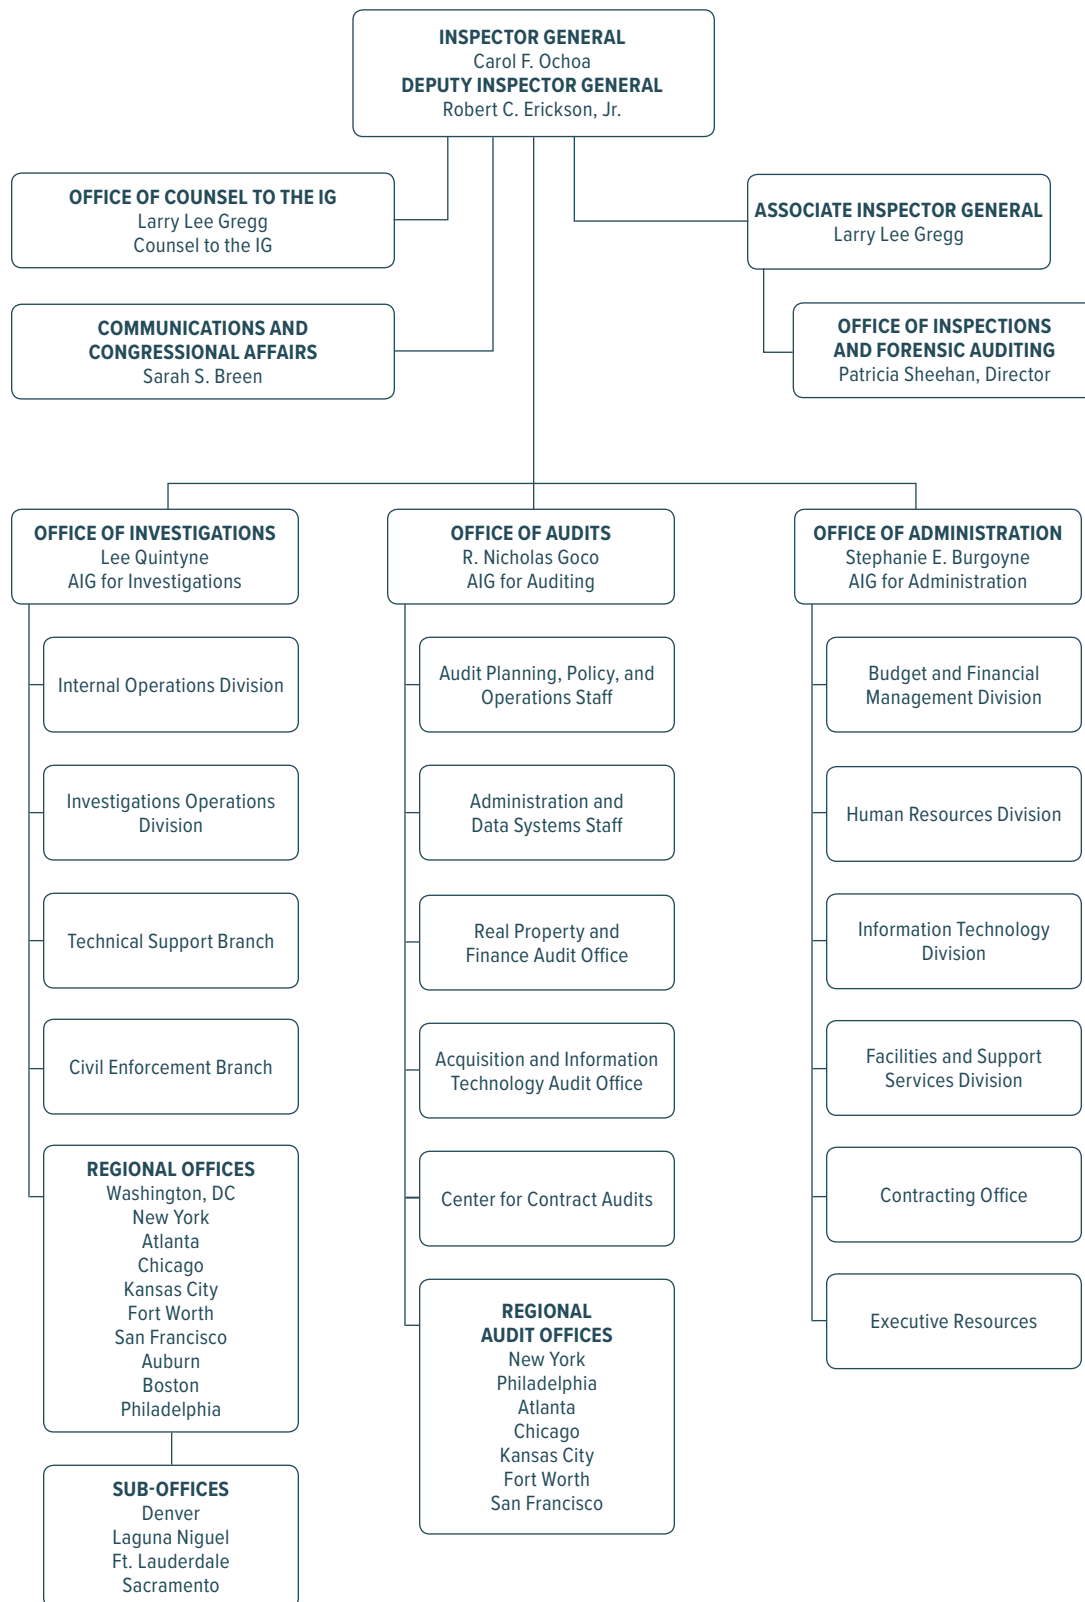 INSPECTOR GENERAL
Carol F. Ochoa
DEPUTY INSPECTOR GENERAL
Robert C. Erickson, Jr.
OFFICE OF COUNSEL TO THE IG
Larry Lee Gregg
Counsel to the IG
ASSOCIATE INSPECTOR GENERAL
Larry Lee Gregg
COMMUNICATIONS AND
CONGRESSIONAL AFFAIRS
Sarah S. Breen
OFFICE OF INSPECTIONS
AND FORENSIC AUDITING
Patricia Sheehan, Director
OFFICE OF INVESTIGATIONS
Lee Quintyne
AIG for Investigations
Internal Operations Division
Investigations Operations
Division
Technical Support Branch
Civil Enforcement Branch
REGIONAL OFFICES
Washington, DC
New York
Atlanta
Chicago
Kansas City
Fort Worth
San Francisco
Auburn
Boston
Philadelphia
SUB-OFFICES
Denver
Laguna Niguel
Ft. Lauderdale
Sacramento
OFFICE OF AUDITS
R. Nicholas Goco
AIG for Auditing
Audit Planning, Policy, and
Operations Staff
Administration and
Data Systems Staff
Real Property and
Finance Audit Office
Acquisition and Information
Technology Audit Office
Center for Contract Audits
REGIONAL
AUDIT OFFICES
New York
Philadelphia
Atlanta
Chicago
Kansas City
Fort Worth
San Francisco
OFFICE OF ADMINISTRATION
Stephanie E. Burgoyne
AIG for Administration
Budget and Financial
Management Division
Human Resources Division
Information Technology
Division
Facilities and Support
Services Division
Contracting Office
Executive Resources